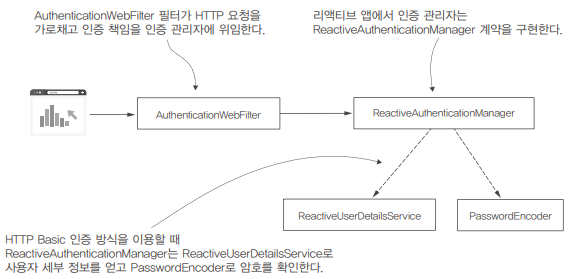 AuthenticationWebFilter 필터가 HTTP 요청을
가로채고 인증 책임을 인증 관리자에 위임한다.
리액티브 앱에서 인증 관리자는
ReactiveAuthenticationManager 계약을 구현한다.
AuthenticationWebFilter
ReactiveAuthenticationManager
ReactiveUserDetailsService
PasswordEncoder
HTTP Basic 인증 방식을 이용할 때
ReactiveAuthenticationManager는 ReactiveUserDetailsService로
사용자 세부 정보를 얻고 PasswordEncoder로 암호를 확인한다.